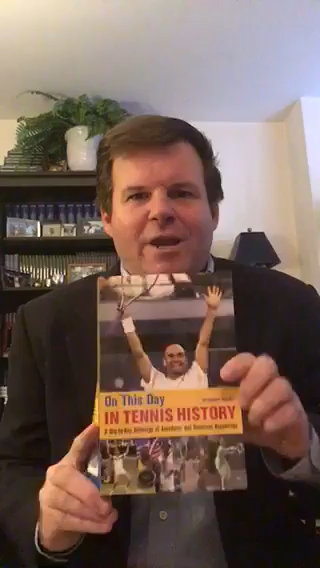 On This Day
IN TENNIS HISTORY
A Day-by-Day Anthology of Anecdotes and Historical Happenings